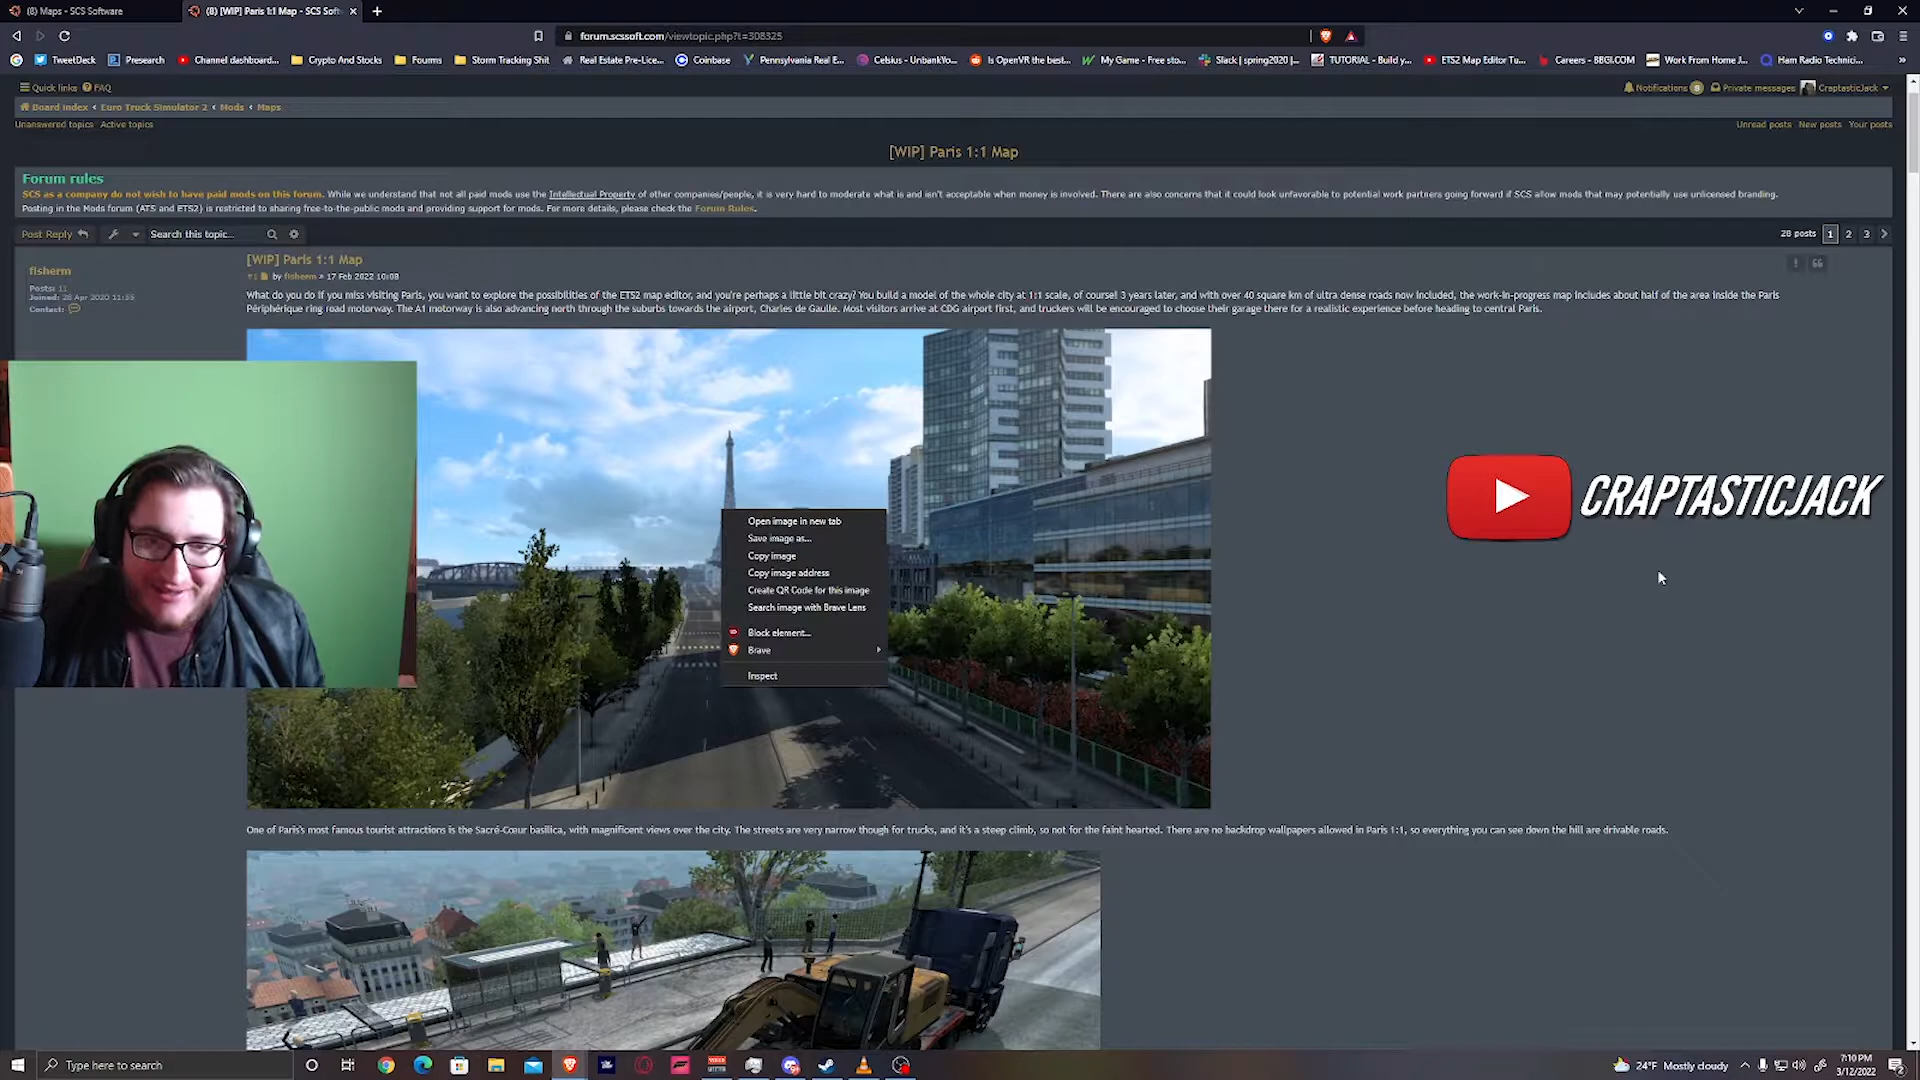 (8) Maps - SCS Software
(8) [WIP] Paris 1:1 Map - SCS Soft
forum.scssoft.com/viewtopic.php?t=308325
TweetDeck
Presearch
Channel dashboard...
Crypto And Stocks
Fourms
Storm Tracking Shit
Real Estate Pre-Lice...
Coinbase
Pennsylvania Real E...
Celsius - UnbankYo...
Is OpenVR the best...
My Game - Free sto...
Slack | spring2020 |...
TUTORIAL - Build y...
ETS2 Map Editor Tu...
Careers - BBGI.COM
Work From Home J...
Ham Radio Technici...
Quick links
FAQ
Notifications 8
Private messages
CraptasticJack
Board index ‹ Euro Truck Simulator 2 ‹ Mods ‹ Maps
Unanswered topics Active topics
Unread posts New posts Your posts
[WIP] Paris 1:1 Map
Forum rules
SCS as a company do not wish to have paid mods on this forum. While we understand that not all paid mods use the Intellectual Property of other companies/people, it is very hard to moderate what is and isn't acceptable when money is involved. There are also concerns that it could look unfavorable to potential work partners going forward if SCS allow mods that may potentially use unlicensed branding.
Posting in the Mods forum (ATS and ETS2) is restricted to sharing free-to-the-public mods and providing support for mods. For more details, please check the Forum Rules.
Post Reply
Search this topic...
28 posts 1 2 3
[WIP] Paris 1:1 Map
#1 by fisherm » 17 Feb 2022 10:08
fisherm
Posts: 11
Joined: 28 Apr 2020 11:55
Contact:
What do you do if you miss visiting Paris, you want to explore the possibilities of the ETS2 map editor, and you're perhaps a little bit crazy? You build a model of the whole city at 1:1 scale, of course! 3 years later, and with over 40 square km of ultra dense roads now included, the work-in-progress map includes about half of the area inside the Paris
Périphérique ring road motorway. The A1 motorway is also advancing north through the suburbs towards the airport, Charles de Gaulle. Most visitors arrive at CDG airport first, and truckers will be encouraged to choose their garage there for a realistic experience before heading to central Paris.
CRAPTASTICJACK
Open image in new tab
Save image as...
Copy image
Copy image address
Create QR Code for this image
Search image with Brave Lens
Block element...
Brave
Inspect
One of Paris's most famous tourist attractions is the Sacré-Cœur basilica, with magnificent views over the city. The streets are very narrow though for trucks, and it's a steep climb, so not for the faint hearted. There are no backdrop wallpapers allowed in Paris 1:1, so everything you can see down the hill are drivable roads.
Type here to search
24°F Mostly cloudy
7:10 PM
3/12/2022